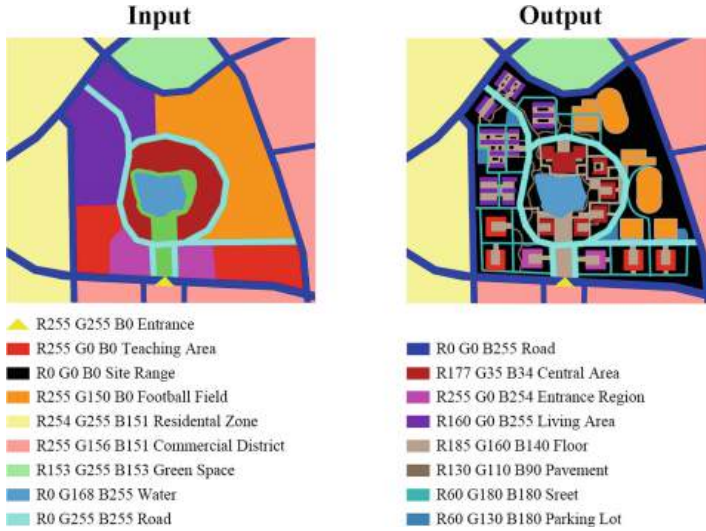 Input
Output
R255 G255 B0 Entrance
R255 G0 B0 Teaching Area
R0 G0 B0 Site Range
R255 G150 B0 Football Field
R254 G255 B151 Residental Zone
R255 G156 B151 Commercial District
R153 G255 B153 Green Space
R0 G168 B255 Water
R0 G255 B255 Road
R0 G0 B255 Road
R177 G35 B34 Central Area
R255 G0 B254 Entrance Region
R160 G0 B255 Living Area
R185 G160 B140 Floor
R130 G110 B90 Pavement
R60 G180 B180 Sreet
R60 G130 B180 Parking Lot